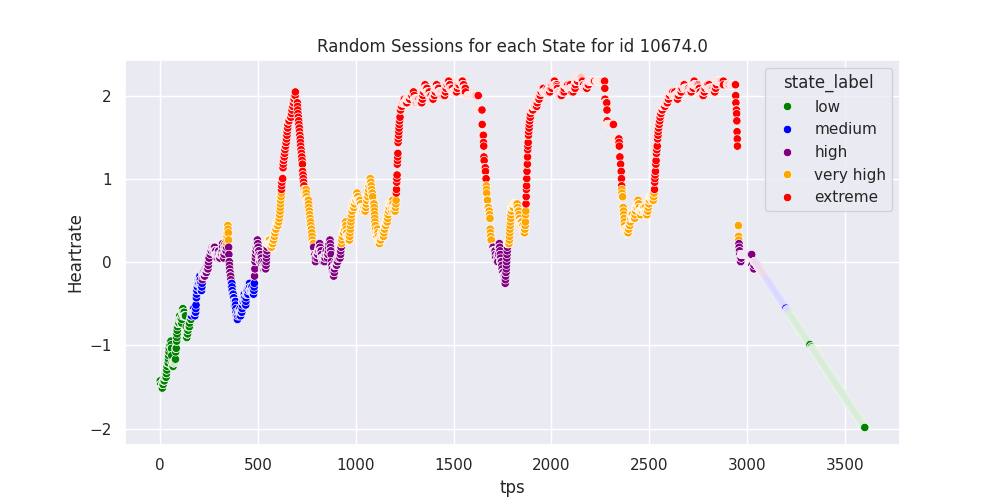 Random Sessions for each State for id 10674.0
state_label
low
medium
high
very high
extreme
Heartrate
2
1
0
−1
−2
0
500
1000
1500
2000
2500
3000
3500
tps